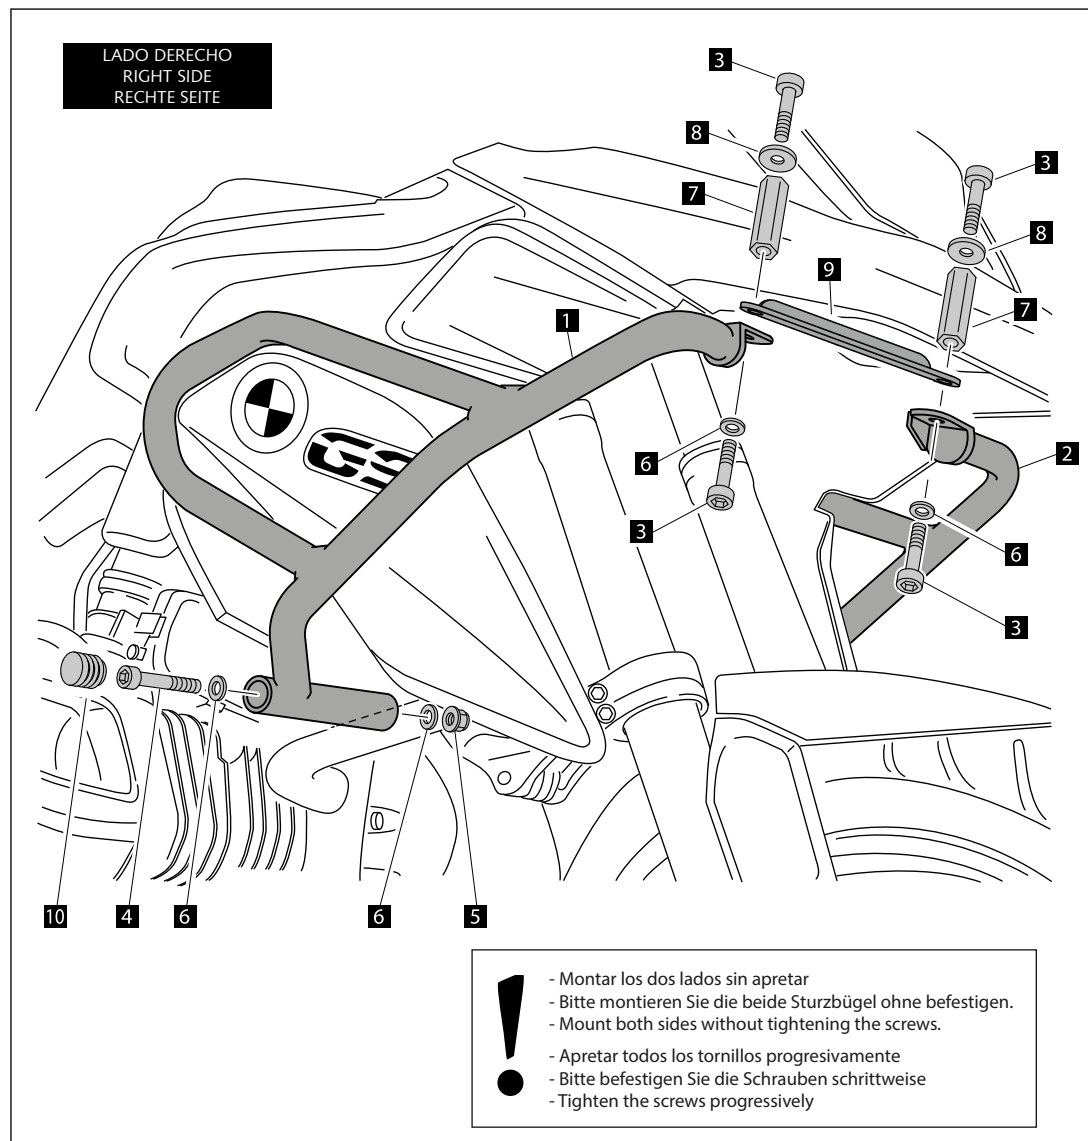 LADO DERECHO
RIGHT SIDE
RECHTE SEITE
3
8
3
7
8
9
1
7
2
6
3
6
3
GS
10
4
6
6
5
- Montar los dos lados sin apretar
- Bitte montieren Sie die beide Sturzbügel ohne befestigen.
- Mount both sides without tightening the screws.
- Apretar todos los tornillos progresivamente
- Bitte befestigen Sie die Schrauben schrittweise
- Tighten the screws progressively